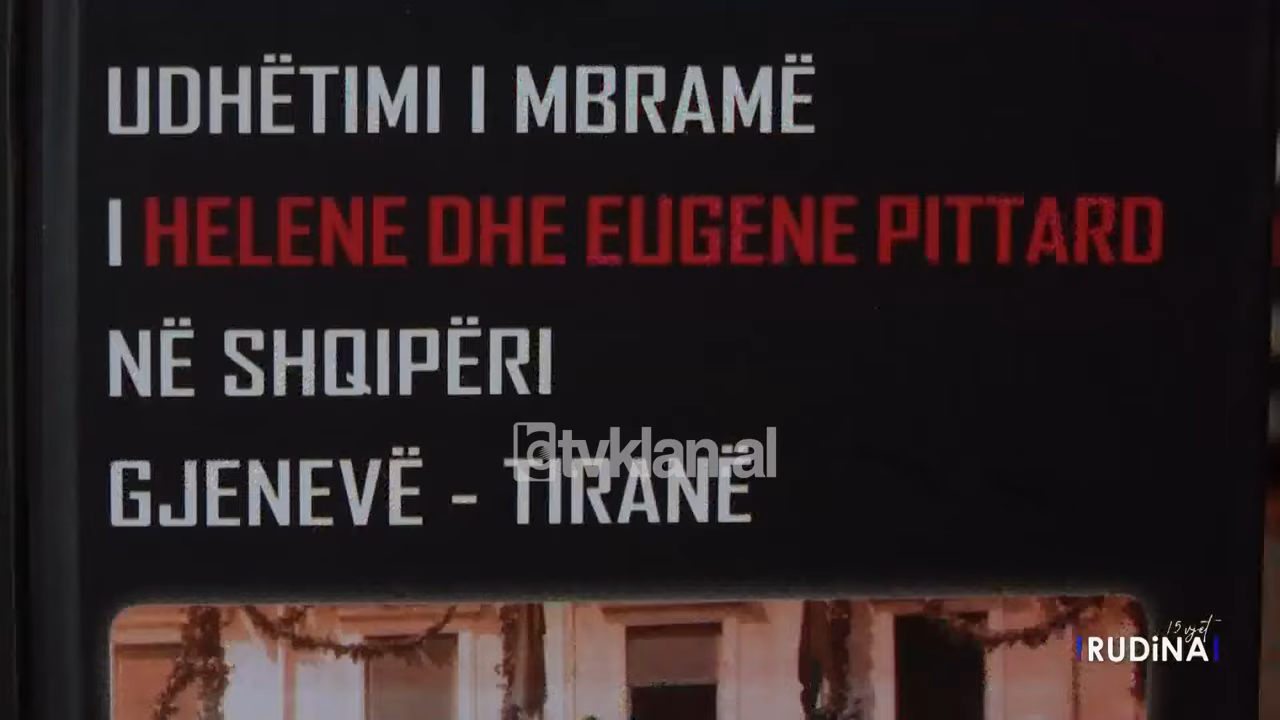 UDHËTIMI I MBRAMË
I HELENE DHE EUGENE PITTARD
NË SHQIPËRI
tvklan.al
GJENEVË - TIRANË
15 vjet
RUDiNA